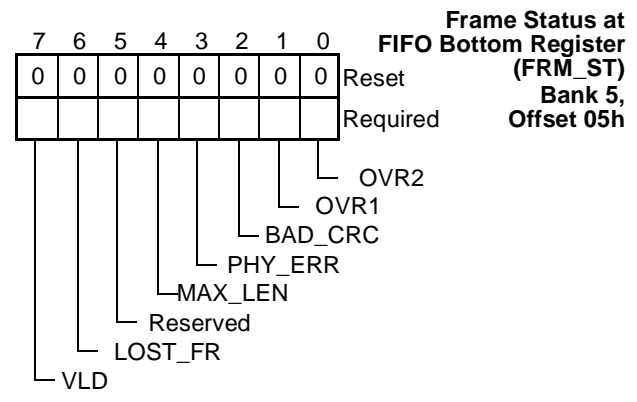 Frame Status at
FIFO Bottom Register
(FRM_ST)
Bank 5,
Offset 05h
7 6 5 4 3 2 1 0
0 0 0 0 0 0 0 0 Reset
Required
OVR2
OVR1
BAD_CRC
PHY_ERR
MAX_LEN
Reserved
LOST_FR
VLD